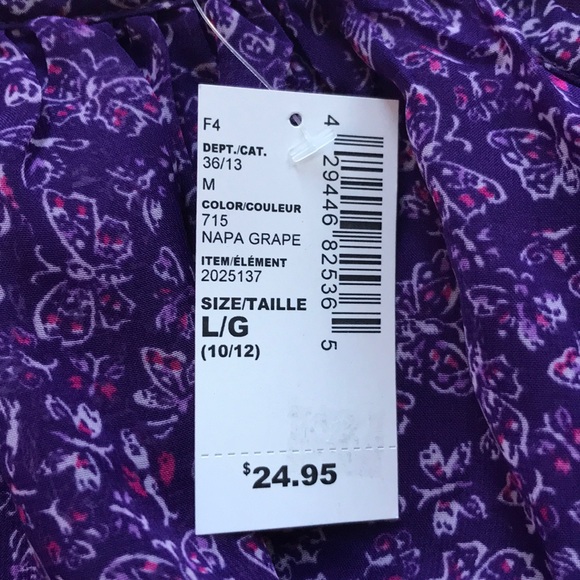 F4
DEPT./CAT.
36/13
M
COLOR/COULEUR
715
NAPA GRAPE
ITEM/ÉLÉMENT
2025137
SIZE/TAILLE
L/G
(10/12)
4 29446 82536 5
$24.95